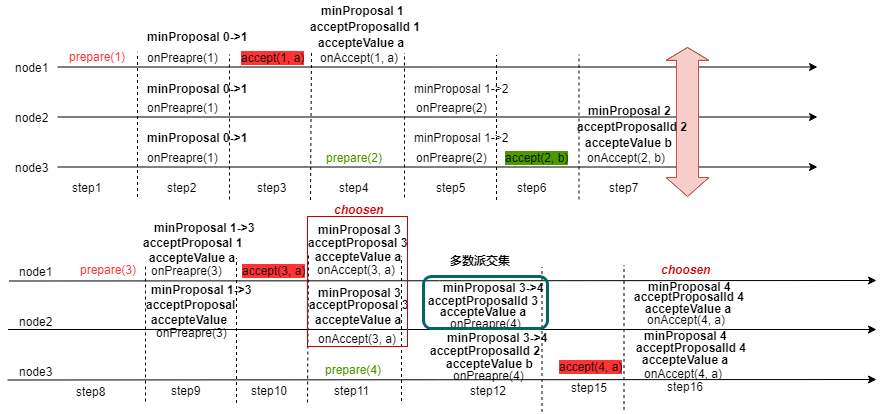 minProposal 1
acceptProposalId 1
minProposal 0->1
accepteValue a
prepare(1)
onPreapre(1)
accept(1, a)
onAccept(1, a)
node1
minProposal 0->1
minProposal 1->2
onPreapre(1)
onPreapre(2)
minProposal 2
node2
acceptProposalId 2
minProposal 0->1
minProposal 1->2
accepteValue b
onPreapre(1)
prepare(2)
onPreapre(2)
accept(2, b)
onAccept(2, b)
node3
step1
step2
step3
step4
step5
step6
step7
choosen
minProposal 1->3
minProposal 3
acceptProposal 1
acceptProposal 3
accepteValue a
accepteValue a
多数派交集
node1
prepare(3)
onPreapre(3)
accept(3, a)
onAccept(3, a)
choosen
minProposal 1->3
minProposal 3
minProposal 3->4
minProposal 4
acceptProposal
acceptProposal 3
acceptProposalId 3
acceptProposalId 4
accepteValue
accepteValue a
accepteValue a
accepteValue a
node2
onPreapre(3)
onAccept(3, a)
onPreapre(4)
onAccept(4, a)
minProposal 3->4
minProposal 4
acceptProposalId 2
acceptProposalId 4
accepteValue b
accepteValue a
node3
prepare(4)
onPreapre(4)
accept(4, a)
onAccept(4, a)
step8
step9
step10
step11
step12
step15
step16